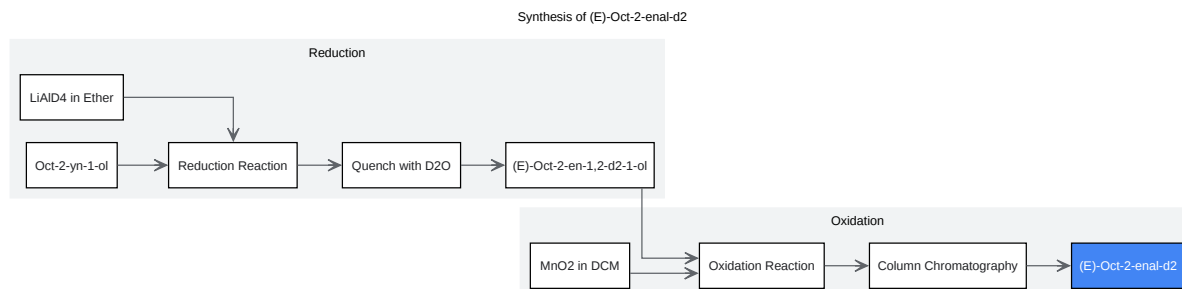 Synthesis of (E)-Oct-2-enal-d2
Reduction
LiAlD4 in Ether
Oct-2-yn-1-ol
Reduction Reaction
Quench with D2O
(E)-Oct-2-en-1,2-d2-1-ol
Oxidation
MnO2 in DCM
Oxidation Reaction
Column Chromatography
(E)-Oct-2-enal-d2